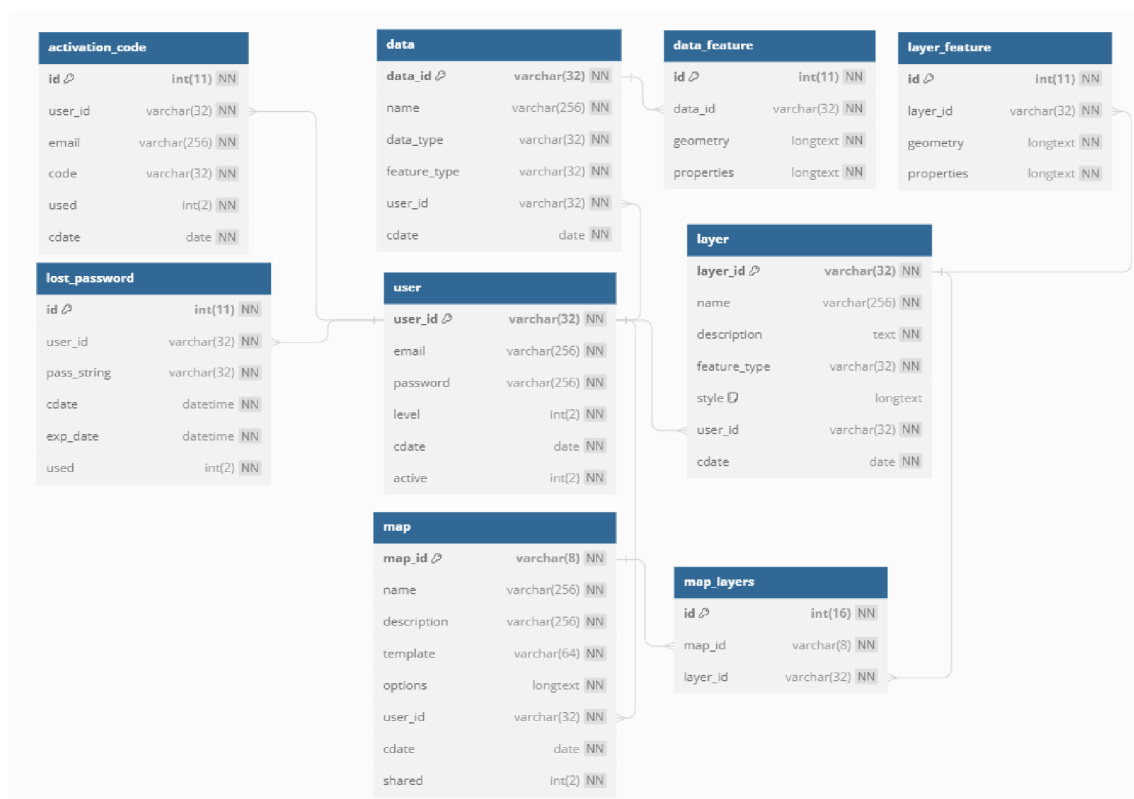 activation_code
id int(11) NN
user_id varchar(32) NN
email varchar(256) NN
code varchar(32) NN
used int(2) NN
cdate date NN
lost_password
id int(11) NN
user_id varchar(32) NN
pass_string varchar(32) NN
cdate datetime NN
exp_date datetime NN
used int(2) NN
data
data_id varchar(32) NN
name varchar(256) NN
data_type varchar(32) NN
feature_type varchar(32) NN
user_id varchar(32) NN
cdate date NN
user
user_id varchar(32) NN
email varchar(256) NN
password varchar(256) NN
level int(2) NN
cdate date NN
active int(2) NN
map
map_id varchar(8) NN
name varchar(256) NN
description varchar(256) NN
template varchar(64) NN
options longtext NN
user_id varchar(32) NN
cdate date NN
shared int(2) NN
data_feature
id int(11) NN
data_id varchar(32) NN
geometry longtext NN
properties longtext NN
layer_feature
id int(11) NN
layer_id varchar(32) NN
geometry longtext NN
properties longtext NN
layer
layer_id varchar(32) NN
name varchar(256) NN
description text NN
feature_type varchar(32) NN
style longtext
user_id varchar(32) NN
cdate date NN
map_layers
id int(16) NN
map_id varchar(8) NN
layer_id varchar(32) NN